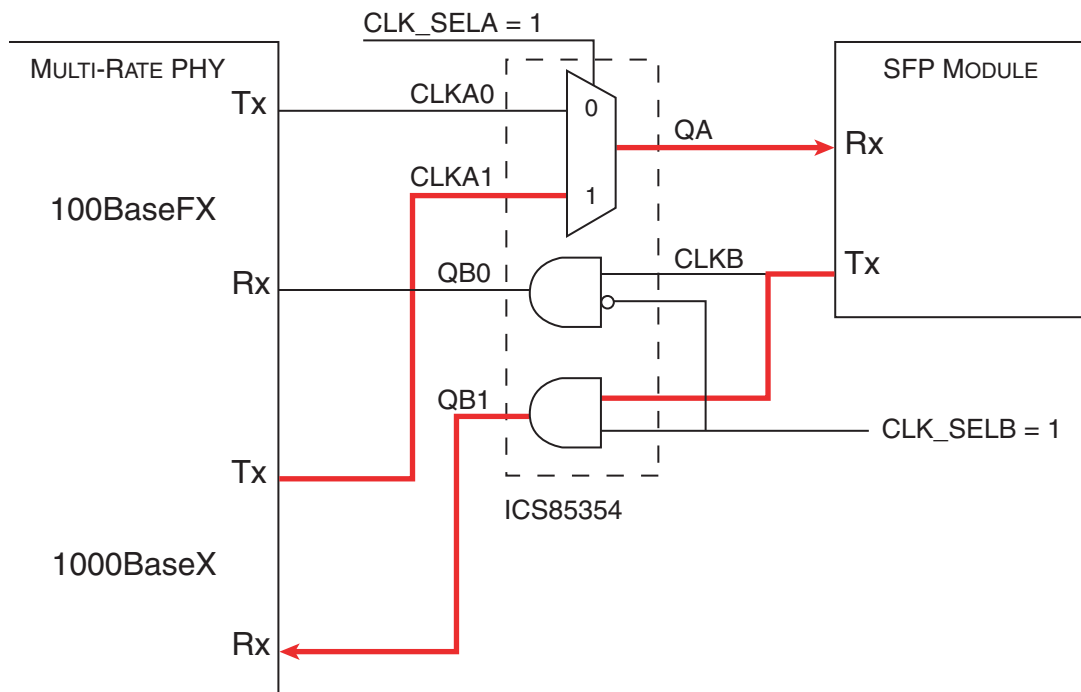 CLK_SELA = 1
MULTI-RATE PHY
SFP MODULE
Tx
CLKA0
0
QA
Rx
CLKA1
1
100BaseFX
Rx
QB0
CLKB
Tx
QB1
CLK_SELB = 1
Tx
ICS85354
1000BaseX
Rx